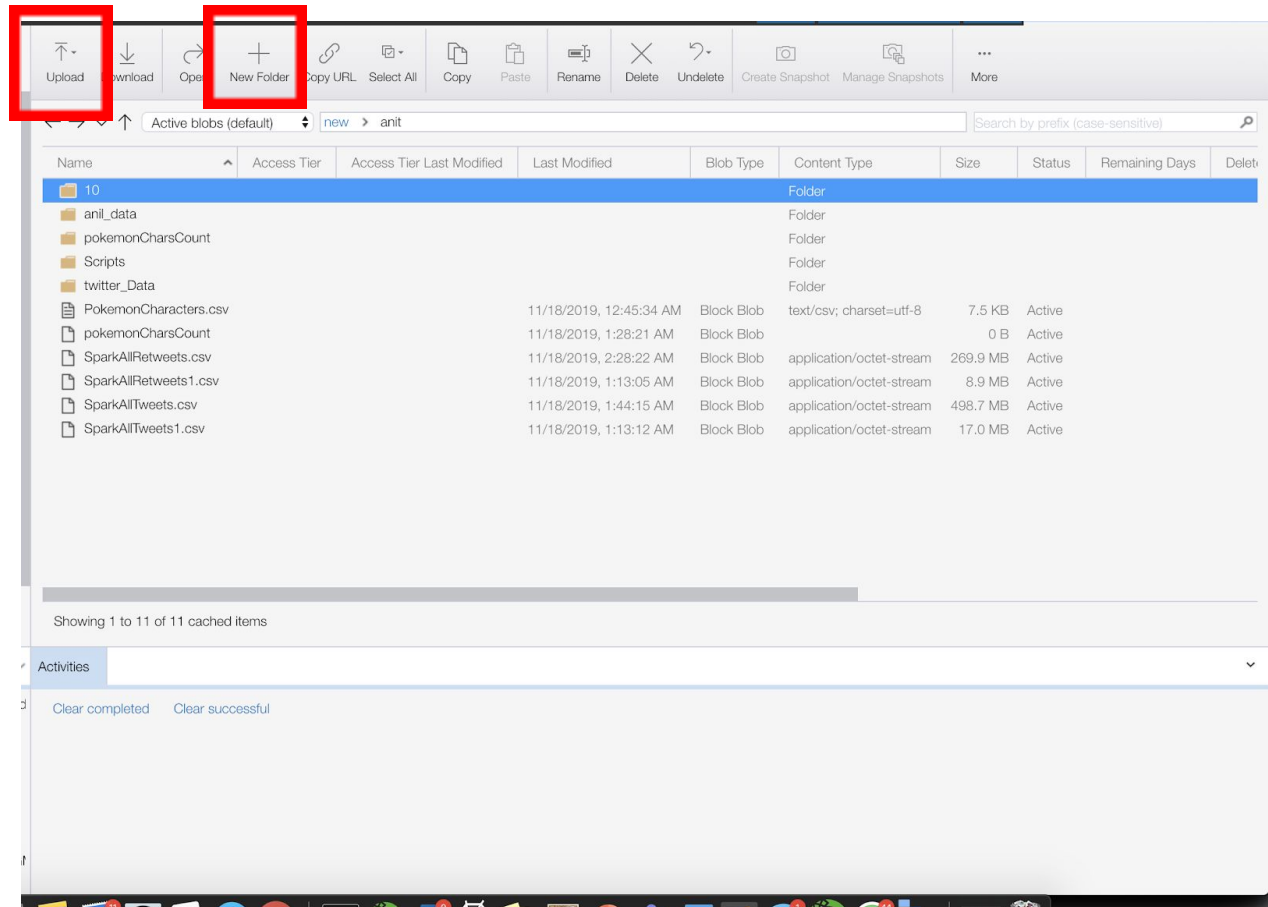 Upload Download Open New Folder Copy URL Select All Copy Paste Rename Delete Undelete Create Snapshot Manage Snapshots More
Active blobs (default) new > anit Search by prefix (case-sensitive)
Name Access Tier Access Tier Last Modified Last Modified Blob Type Content Type Size Status Remaining Days
10 Folder
anil_data Folder
pokemonCharsCount Folder
Scripts Folder
twitter_Data Folder
PokemonCharacters.csv 11/18/2019, 12:45:34 AM Block Blob text/csv; charset=utf-8 7.5 KB Active
pokemonCharsCount 11/18/2019, 1:28:21 AM Block Blob 0 B Active
SparkAllRetweets.csv 11/18/2019, 2:28:22 AM Block Blob application/octet-stream 269.9 MB Active
SparkAllRetweets1.csv 11/18/2019, 1:13:05 AM Block Blob application/octet-stream 8.9 MB Active
SparkAllTweets.csv 11/18/2019, 1:44:15 AM Block Blob application/octet-stream 498.7 MB Active
SparkAllTweets1.csv 11/18/2019, 1:13:12 AM Block Blob application/octet-stream 17.0 MB Active
Showing 1 to 11 of 11 cached items
Activities
Clear completed Clear successful